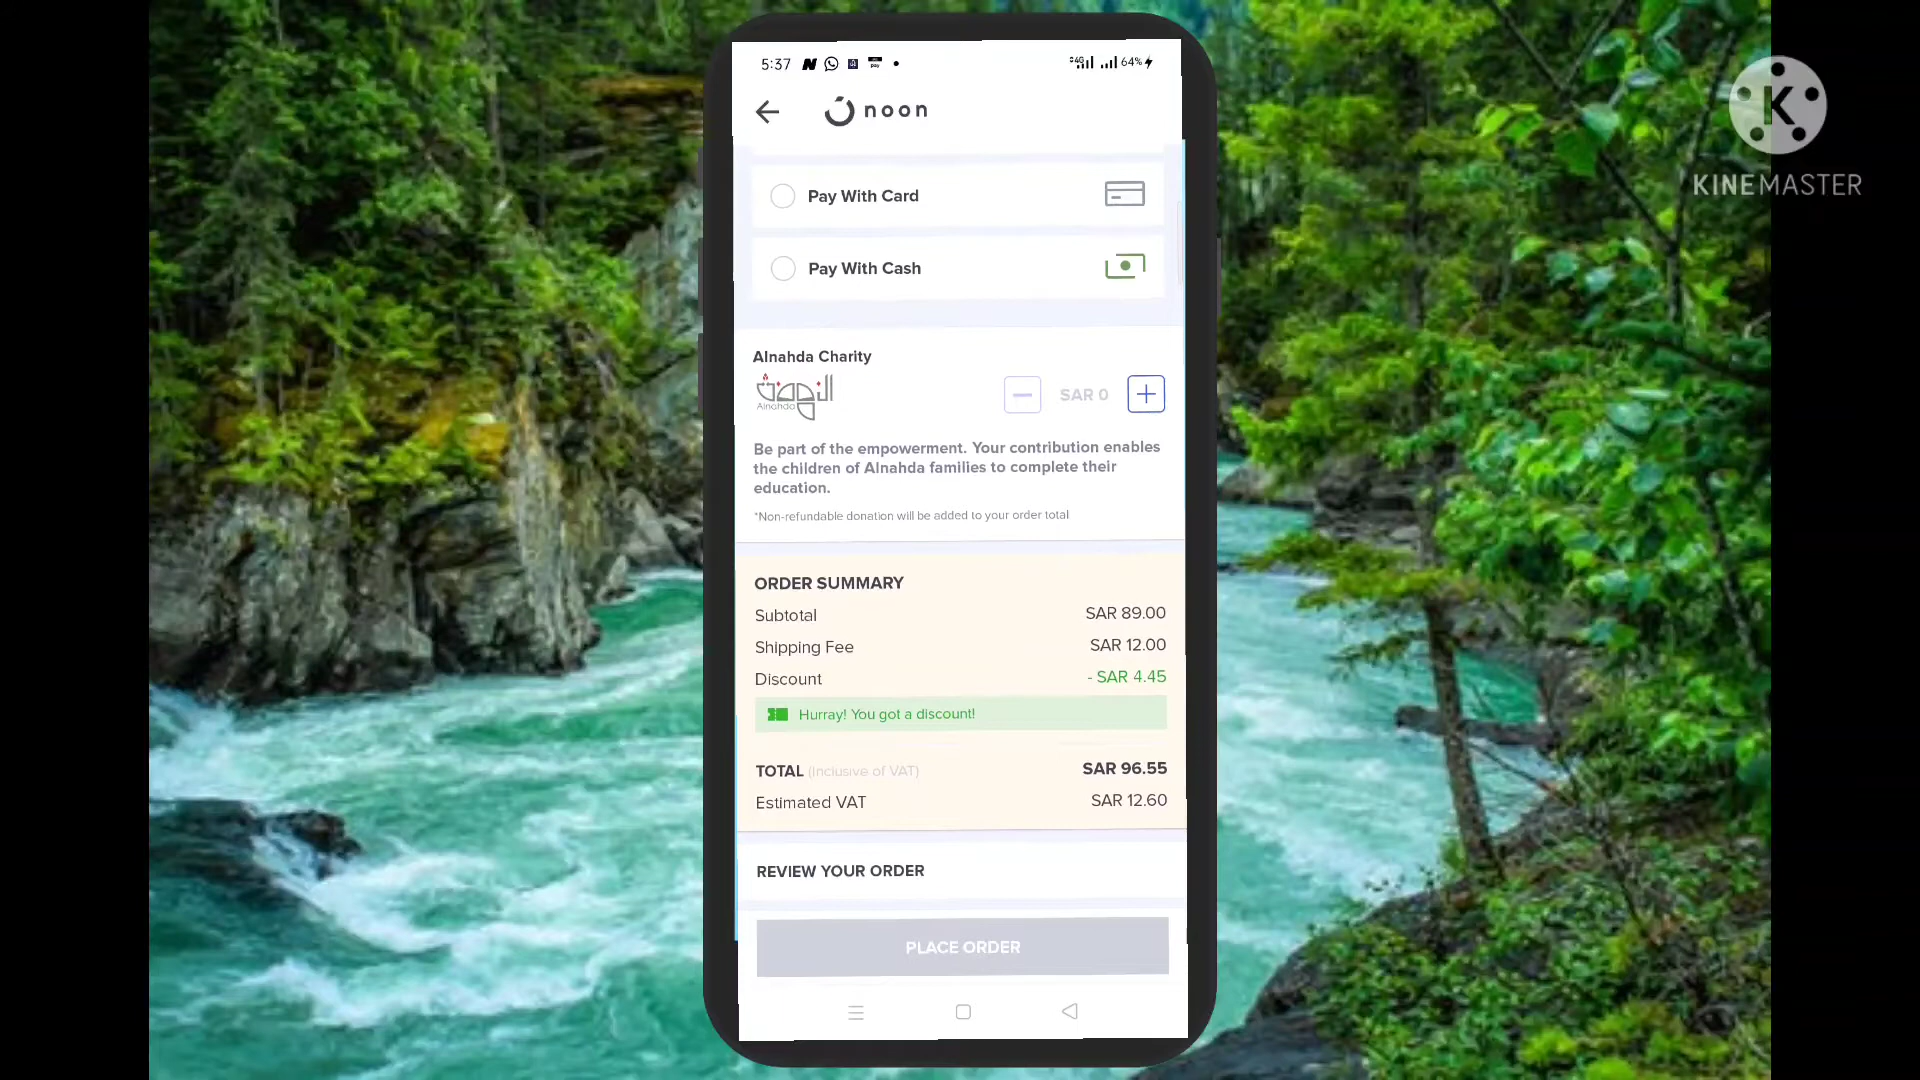 5:37
4G
64%
noon
Pay With Card
Pay With Cash
Alnahda Charity
النهضة
Alnahda
SAR 0
Be part of the empowerment. Your contribution enables
the children of Alnahda families to complete their
education.
*Non-refundable donation will be added to your order total
ORDER SUMMARY
Subtotal SAR 89.00
Shipping Fee SAR 12.00
Discount - SAR 4.45
Hurray! You got a discount!
TOTAL (Inclusive of VAT) SAR 96.55
Estimated VAT SAR 12.60
REVIEW YOUR ORDER
PLACE ORDER
K
KINEMASTER